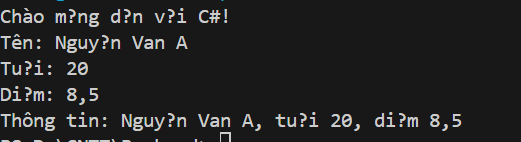 Chào m?ng d?n v?i C#!
Tên: Nguy?n Van A
Tu?i: 20
Di?m: 8,5
Thông tin: Nguy?n Van A, tu?i 20, di?m 8,5